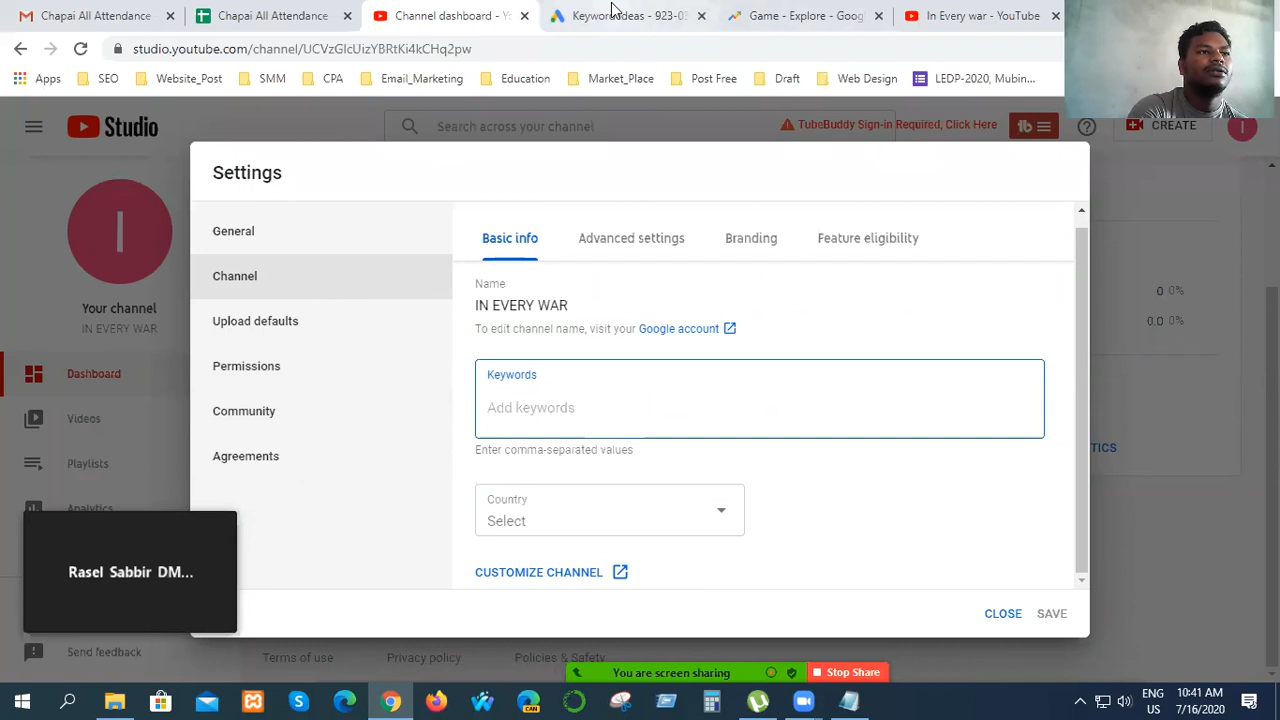 Chapai All Attendance
Chapai All Attendance
Channel dashboard - Y
Keyword Ideas - 923-03
Game - Explore - Goog
In Every war - YouTube
studio.youtube.com/channel/UCVzGlcUizYBRtKi4kCHq2pw
Apps
SEO
Website_Post
SMM
CPA
Email_Marketing
Education
Market_Place
Post Free
Draft
Web Design
LEDP-2020, Mubin...
Studio
Search across your channel
TubeBuddy Sign-in Required, Click Here
tb
CREATE
I
Settings
I
Your channel
IN EVERY WAR
Dashboard
Videos
Playlists
Analytics
Send feedback
General
Channel
Upload defaults
Permissions
Community
Agreements
Basic info
Advanced settings
Branding
Feature eligibility
Name
IN EVERY WAR
To edit channel name, visit your Google account
Keywords
Add keywords
Enter comma-separated values
Country
Select
CUSTOMIZE CHANNEL
CLOSE
SAVE
0 0%
0.0 0%
TICS
Rasel Sabbir DM...
Terms of use
Privacy policy
Policies & Safety
You are screen sharing
Stop Share
CAN
ENG
US
10:41 AM
7/16/2020